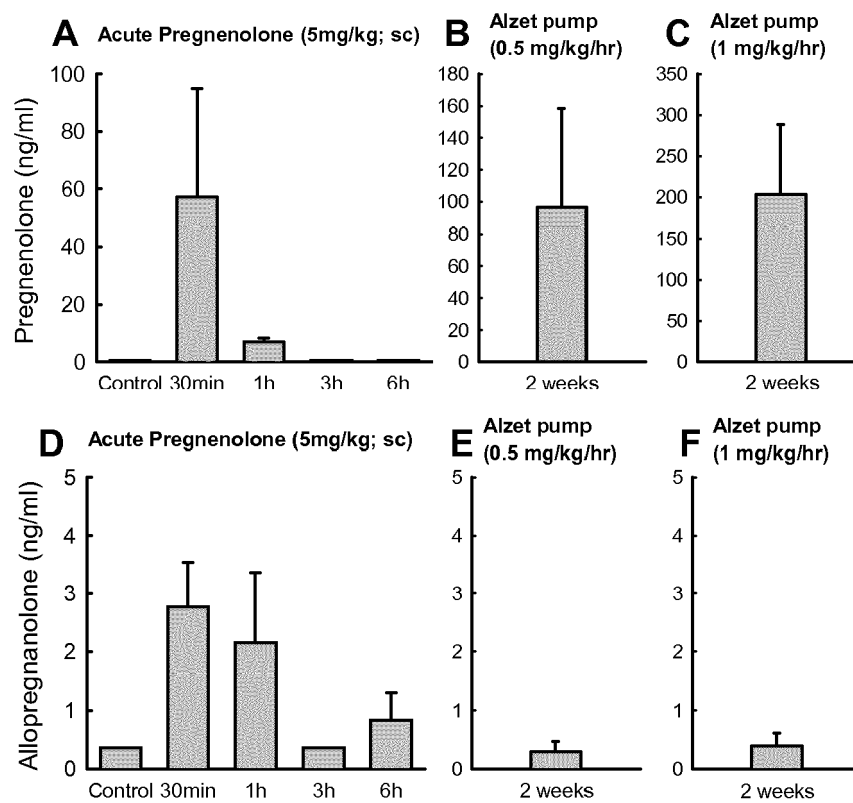 A Acute Pregnenolone (5mg/kg; sc)
Pregnenolone (ng/ml)
100
80
60
40
20
0
Control 30min 1h 3h 6h
B Alzet pump
(0.5 mg/kg/hr)
180
160
140
120
100
80
60
40
20
0
2 weeks
C Alzet pump
(1 mg/kg/hr)
350
300
250
200
150
100
50
0
2 weeks
D Acute Pregnenolone (5mg/kg; sc)
Allopregnanolone (ng/ml)
5
4
3
2
1
0
Control 30min 1h 3h 6h
E Alzet pump
(0.5 mg/kg/hr)
5
4
3
2
1
0
2 weeks
F Alzet pump
(1 mg/kg/hr)
5
4
3
2
1
0
2 weeks